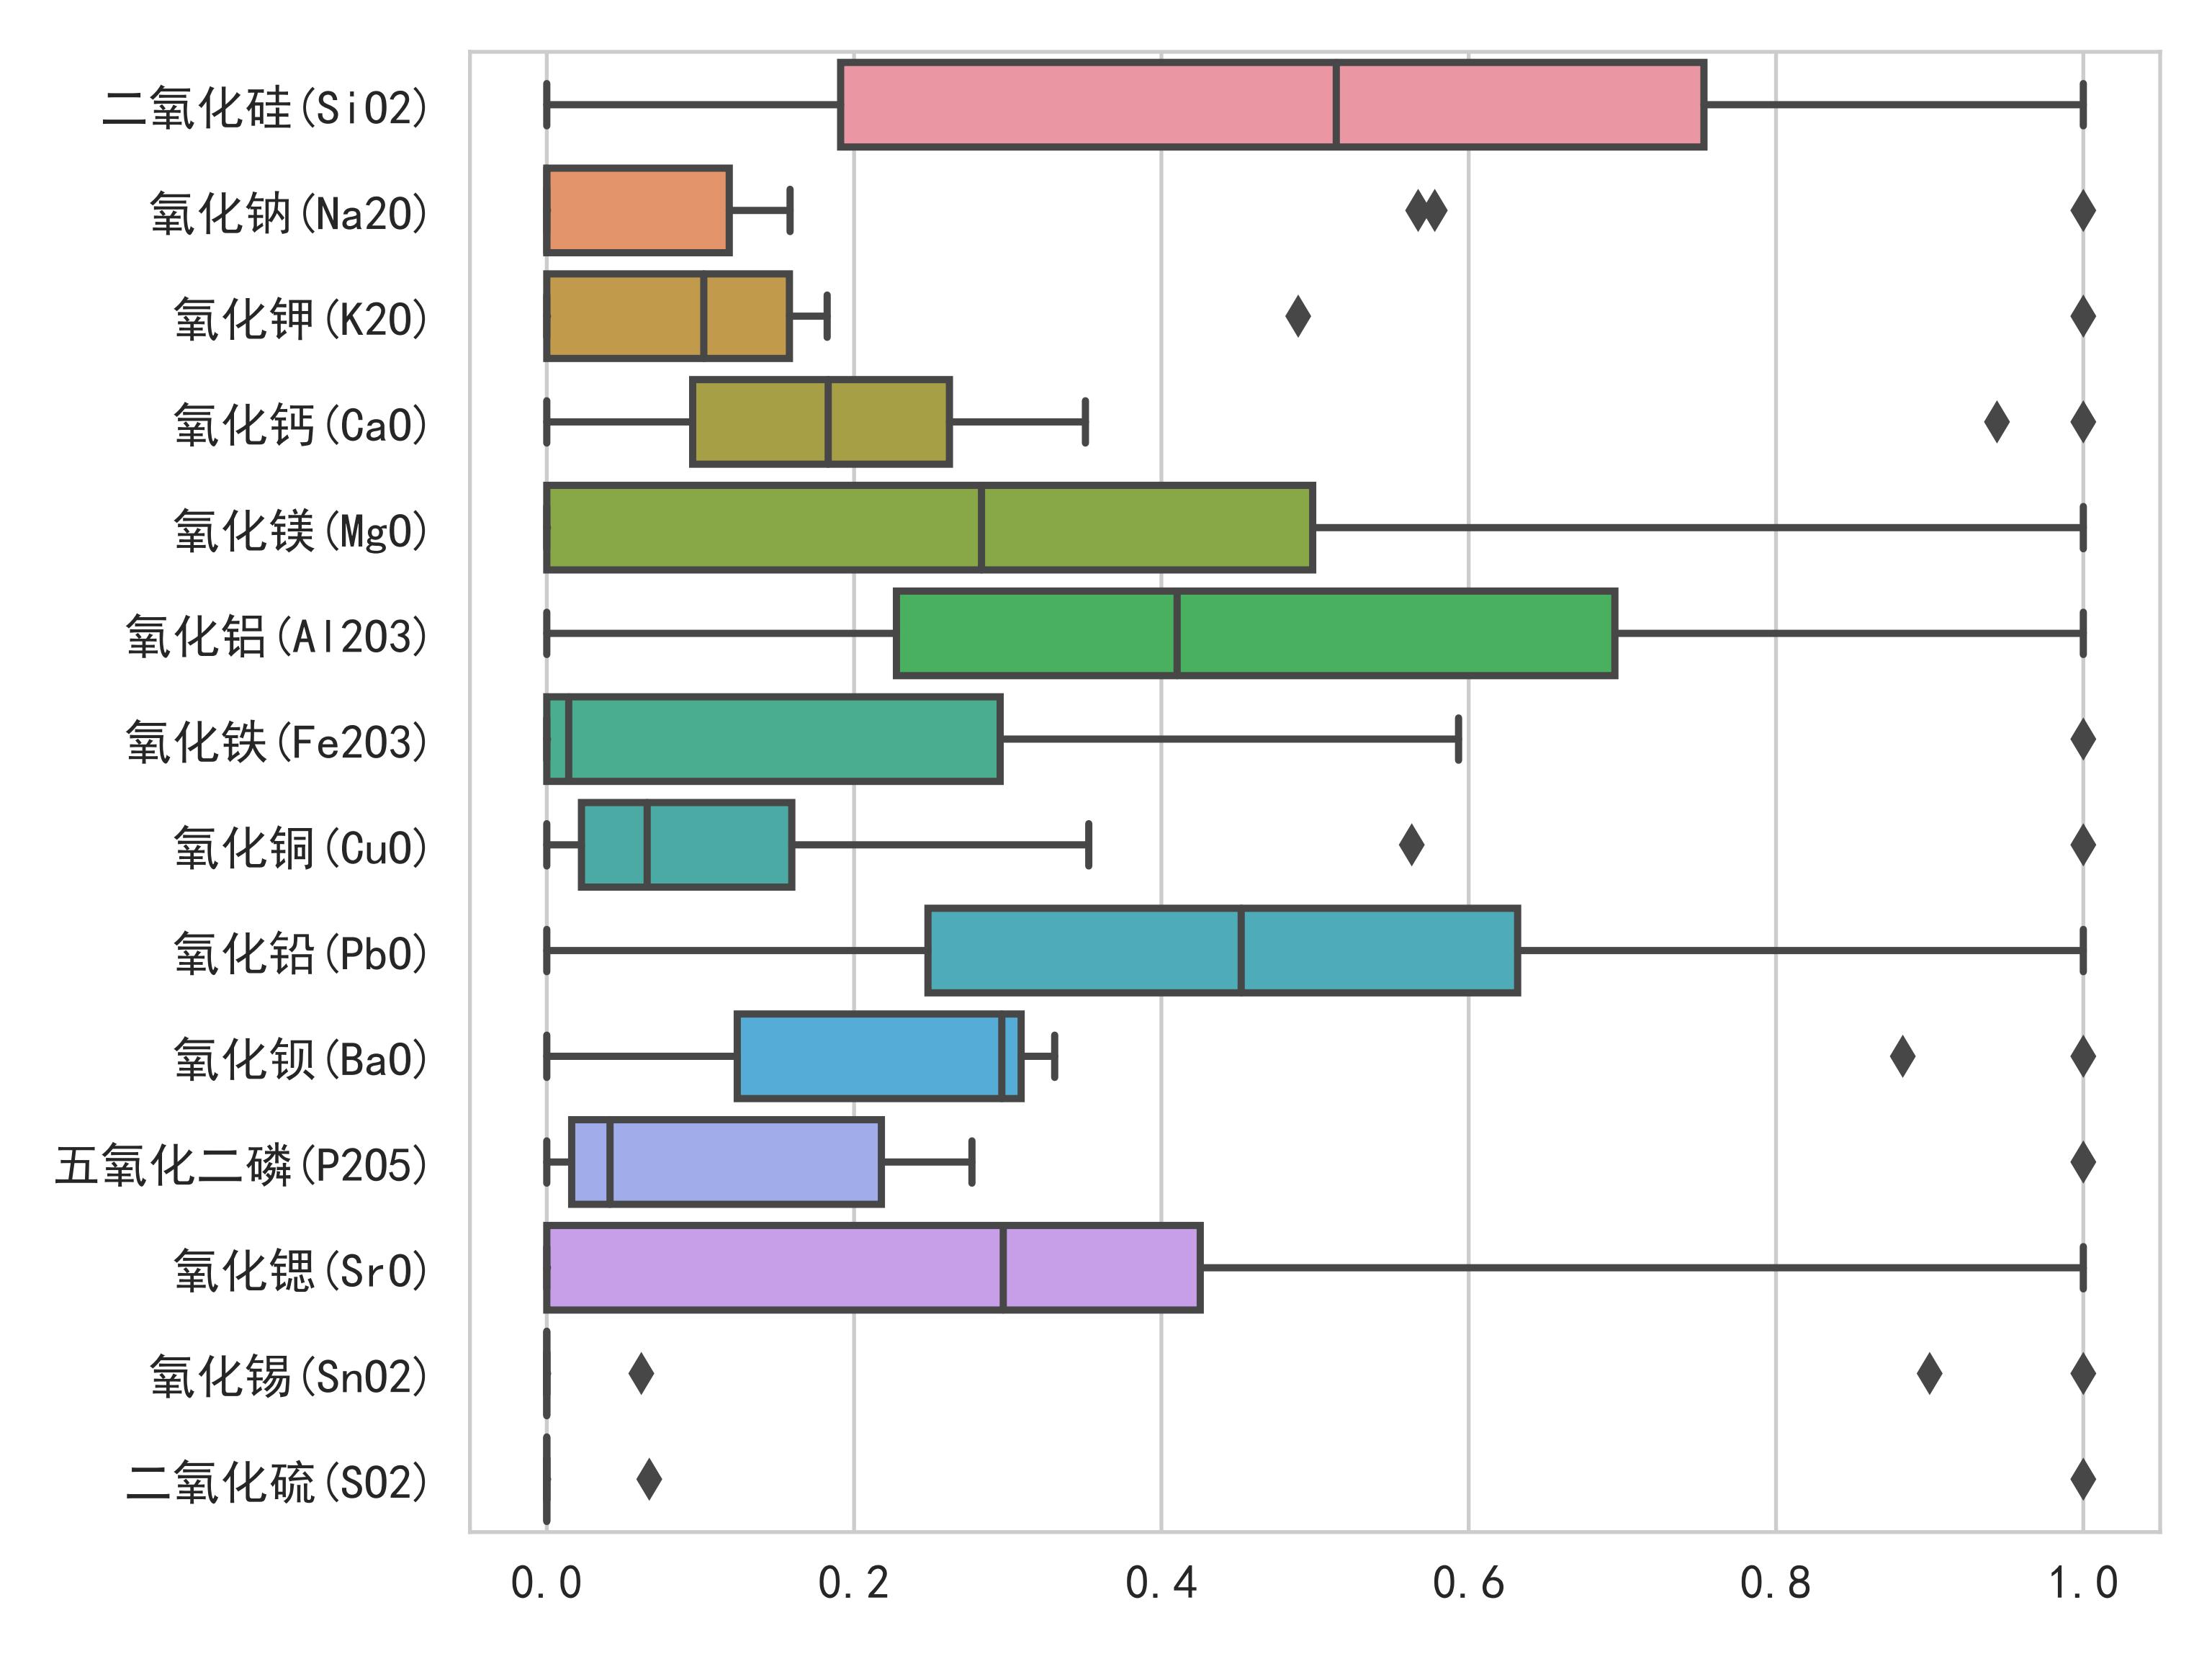 二氧化硅(SiO2)
氧化钠(Na2O)
氧化钾(K2O)
氧化钙(CaO)
氧化镁(MgO)
氧化铝(Al2O3)
氧化铁(Fe2O3)
氧化铜(CuO)
氧化铅(PbO)
氧化钡(BaO)
五氧化二磷(P2O5)
氧化锶(SrO)
氧化锡(SnO2)
二氧化硫(SO2)
0.0 0.2 0.4 0.6 0.8 1.0